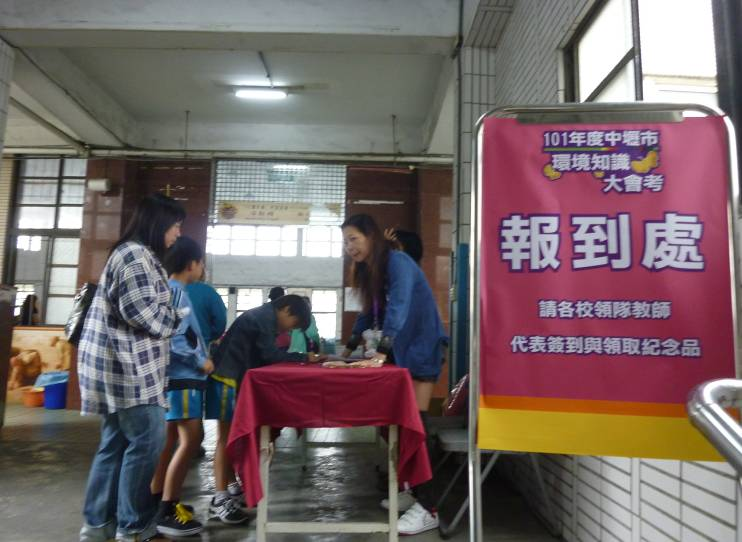 101年度中壢市
環境知識
大會考
報到處
請各校領隊教師
代表簽到與領取紀念品